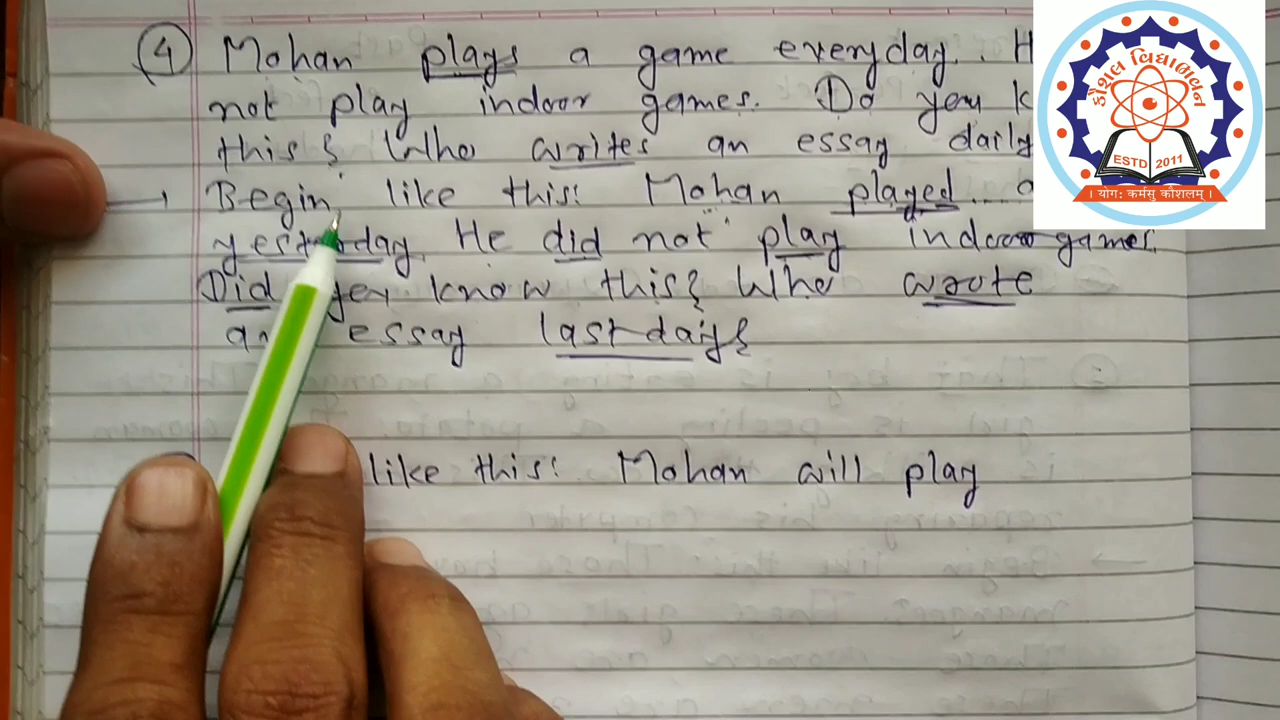 ④ Mohan plays a game everyday. H
not play indoor games. Do you k
this? Who writes an essay daily
→ Begin like this: Mohan played a
yesterday. He did not play indoor games.
Did you know this? Who wrote
an essay last day?
like this: Mohan will play
કૌશલ વિદ્યાભવન
ESTD 2011
। योगः कर्मसु कौशलम् ।